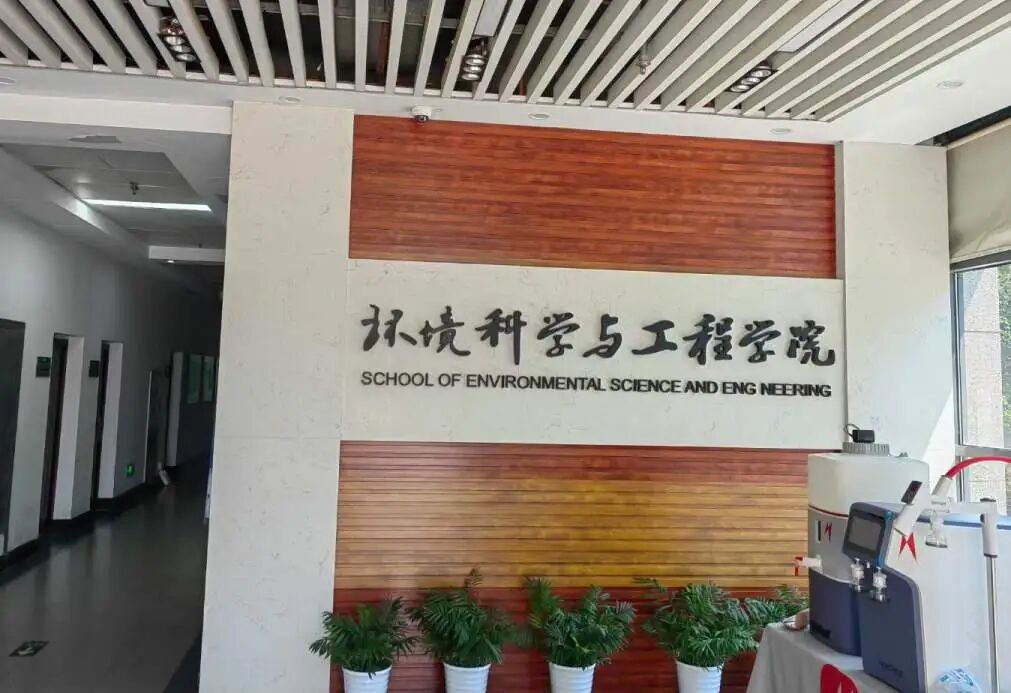 环境科学与工程学院
SCHOOL OF ENVIRONMENTAL SCIENCE AND ENG NEERING